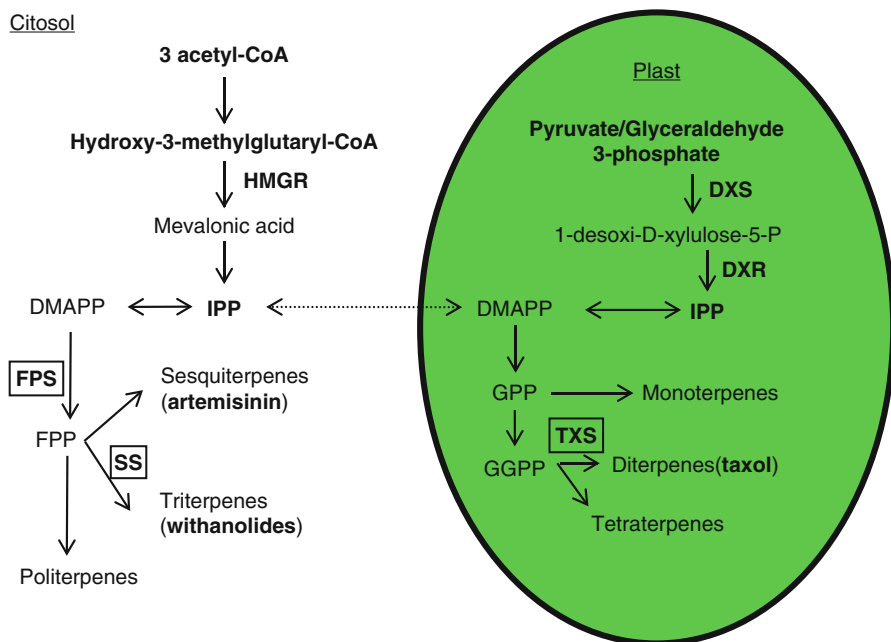 Citosol
3 acetyl-CoA
Hydroxy-3-methylglutaryl-CoA
HMGR
Mevalonic acid
DMAPP
IPP
FPS
Sesquiterpenes
(artemisinin)
FPP
SS
Triterpenes
(withanolides)
Politerpenes
Plast
Pyruvate/Glyceraldehyde
3-phosphate
DXS
1-desoxi-D-xylulose-5-P
DXR
DMAPP
IPP
GPP
Monoterpenes
TXS
GGPP
Diterpenes(taxol)
Tetraterpenes